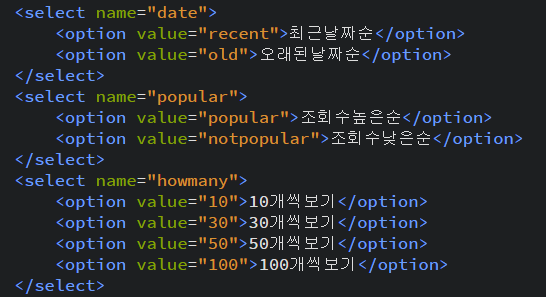 <select name="date">
<option value="recent">최근날짜순</option>
<option value="old">오래된날짜순</option>
</select>
<select name="popular">
<option value="popular">조회수높은순</option>
<option value="notpopular">조회수낮은순</option>
</select>
<select name="howmany">
<option value="10">10개씩보기</option>
<option value="30">30개씩보기</option>
<option value="50">50개씩보기</option>
<option value="100">100개씩보기</option>
</select>